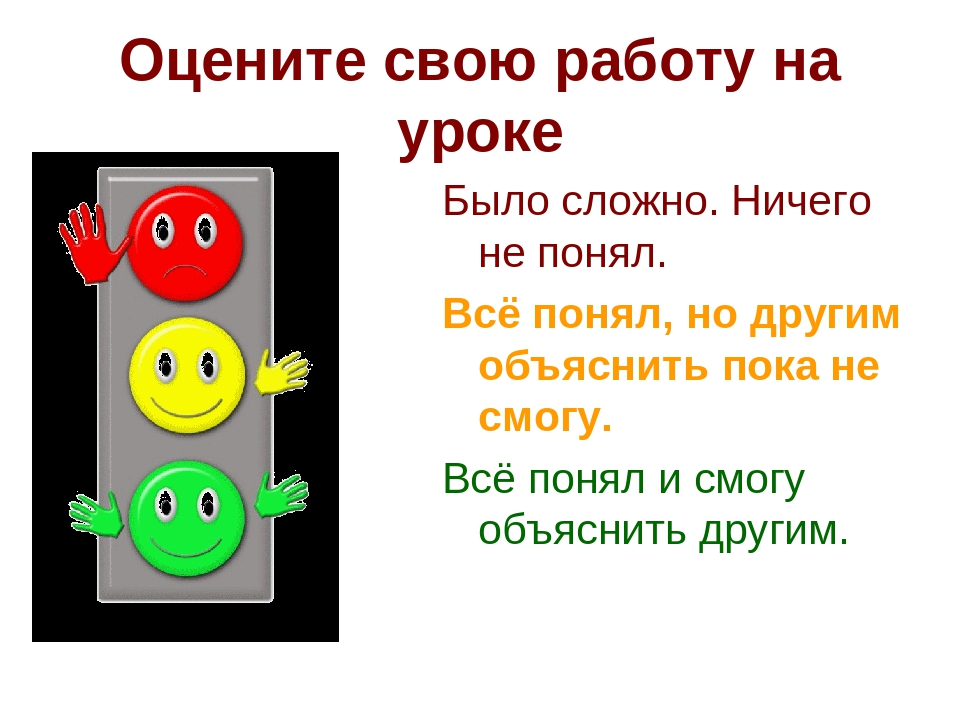 Оцените свою работу на
уроке
Было сложно. Ничего
не понял.
Всё понял, но другим
объяснить пока не
смогу.
Всё понял и смогу
объяснить другим.